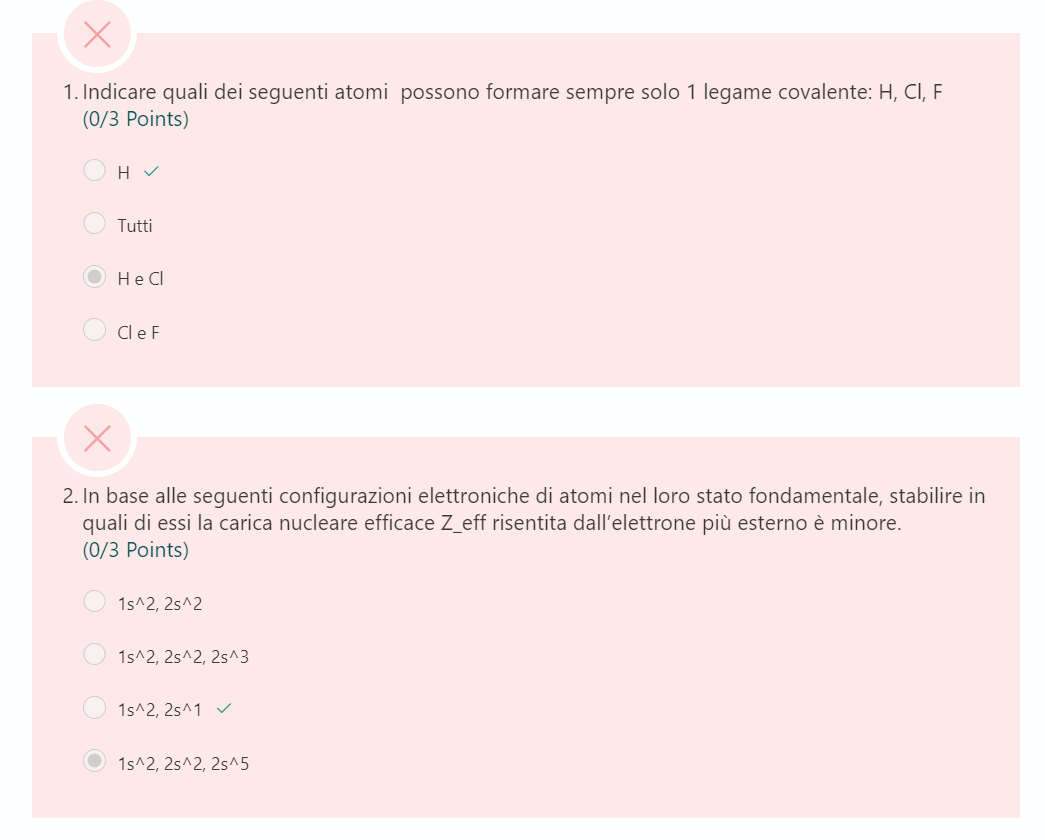 1. Indicare quali dei seguenti atomi possono formare sempre solo 1 legame covalente: H, Cl, F
(0/3 Points)
H
Tutti
H e Cl
Cl e F
2. In base alle seguenti configurazioni elettroniche di atomi nel loro stato fondamentale, stabilire in
quali di essi la carica nucleare efficace Z_eff risentita dall’elettrone più esterno è minore.
(0/3 Points)
1s^2, 2s^2
1s^2, 2s^2, 2s^3
1s^2, 2s^1
1s^2, 2s^2, 2s^5